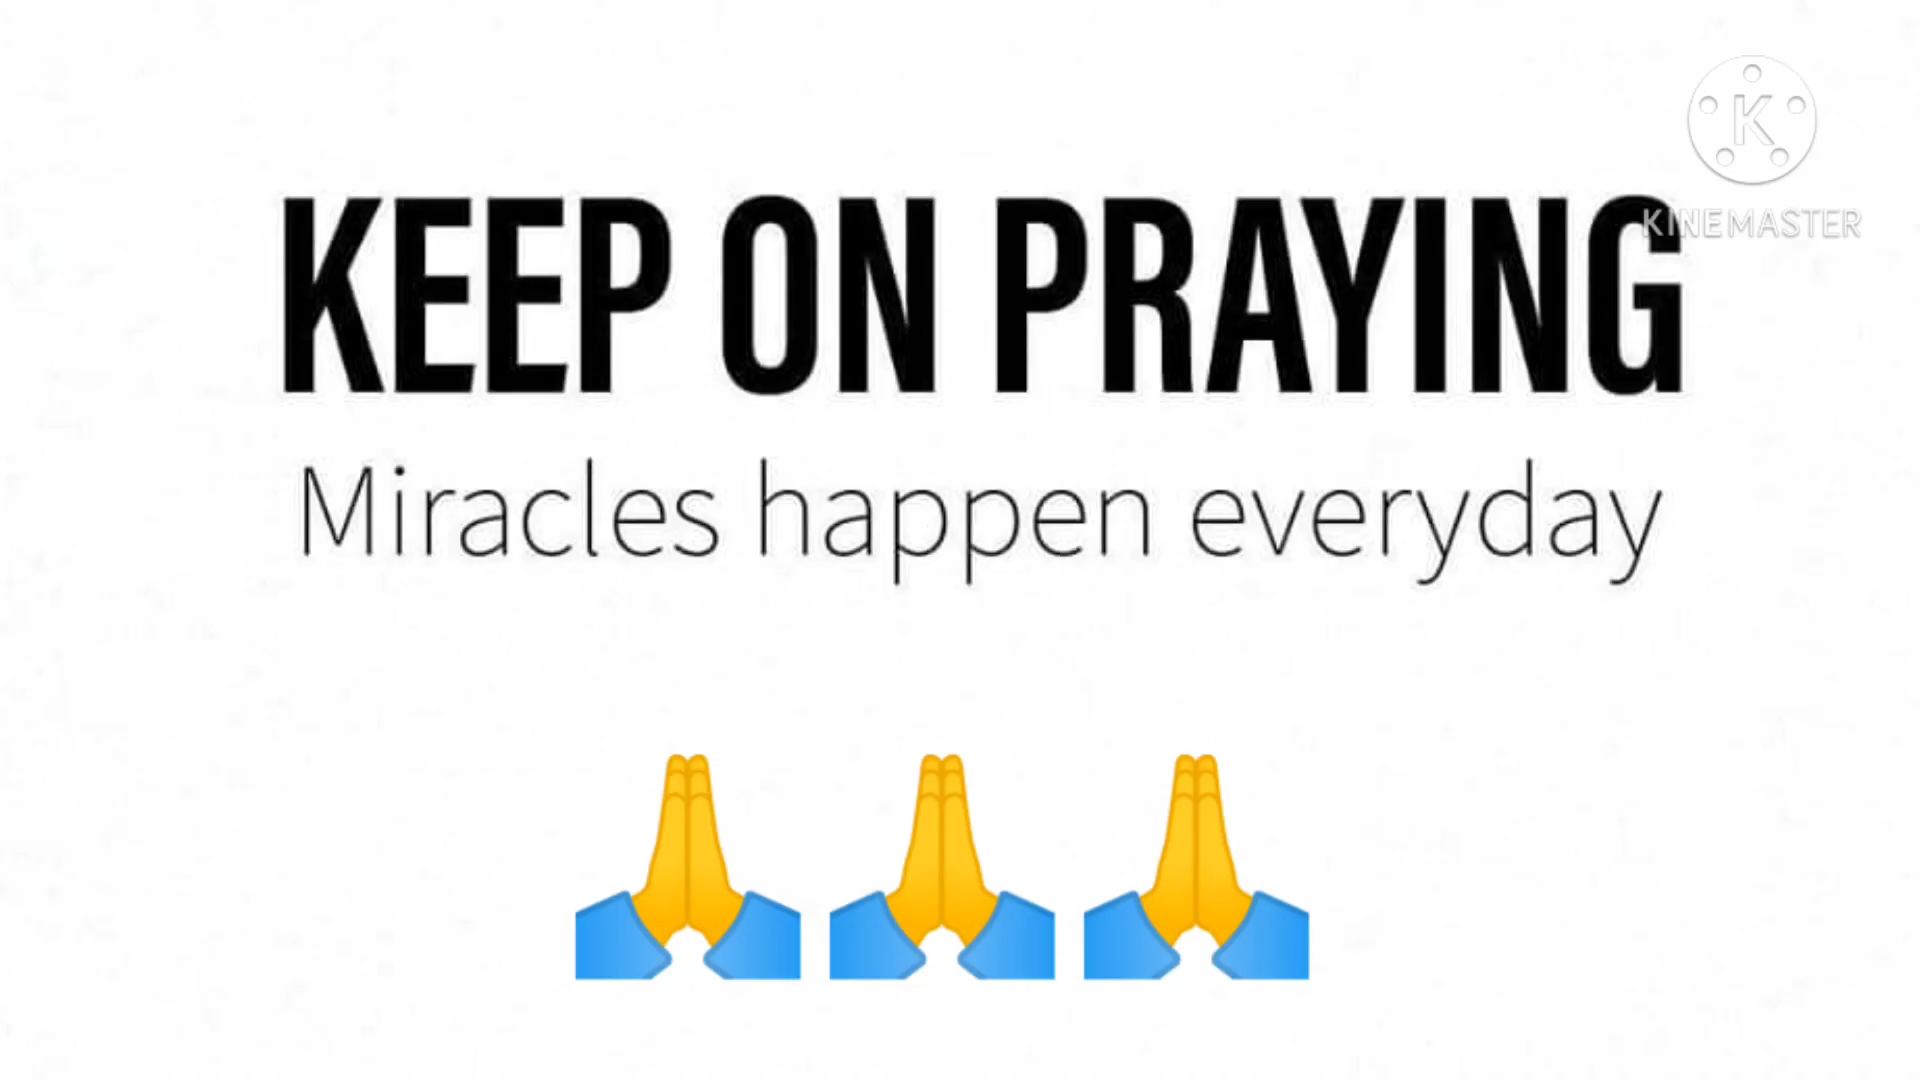 K
KINEMASTER
KEEP ON PRAYING
Miracles happen everyday
🙏🙏🙏